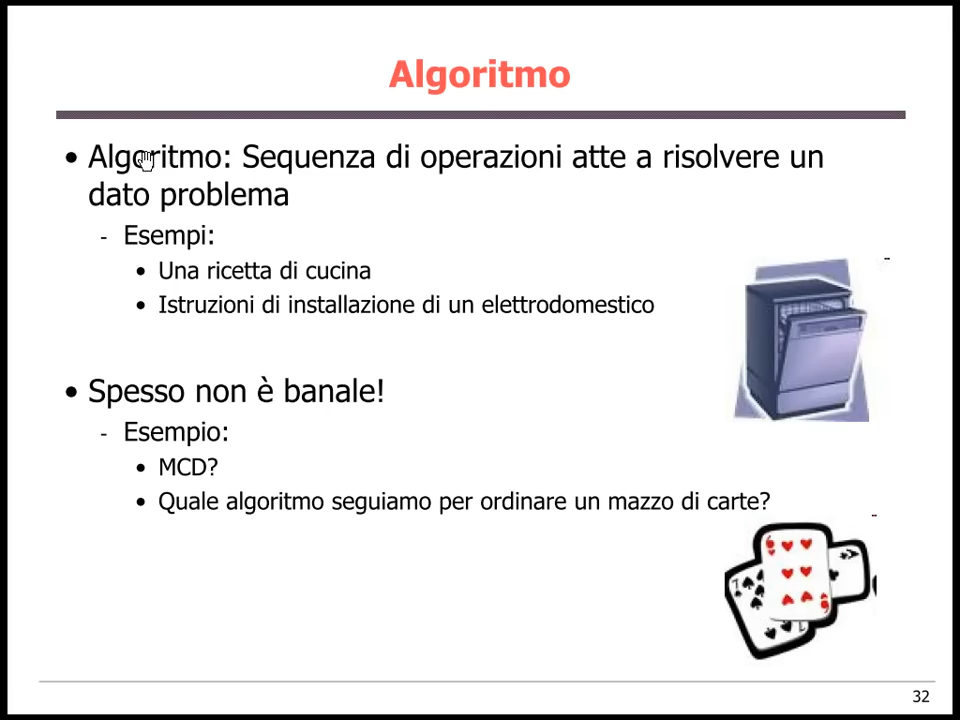 Algoritmo
• Algoritmo: Sequenza di operazioni atte a risolvere un
dato problema
- Esempi:
• Una ricetta di cucina
• Istruzioni di installazione di un elettrodomestico
• Spesso non è banale!
- Esempio:
• MCD?
• Quale algoritmo seguiamo per ordinare un mazzo di carte?
32